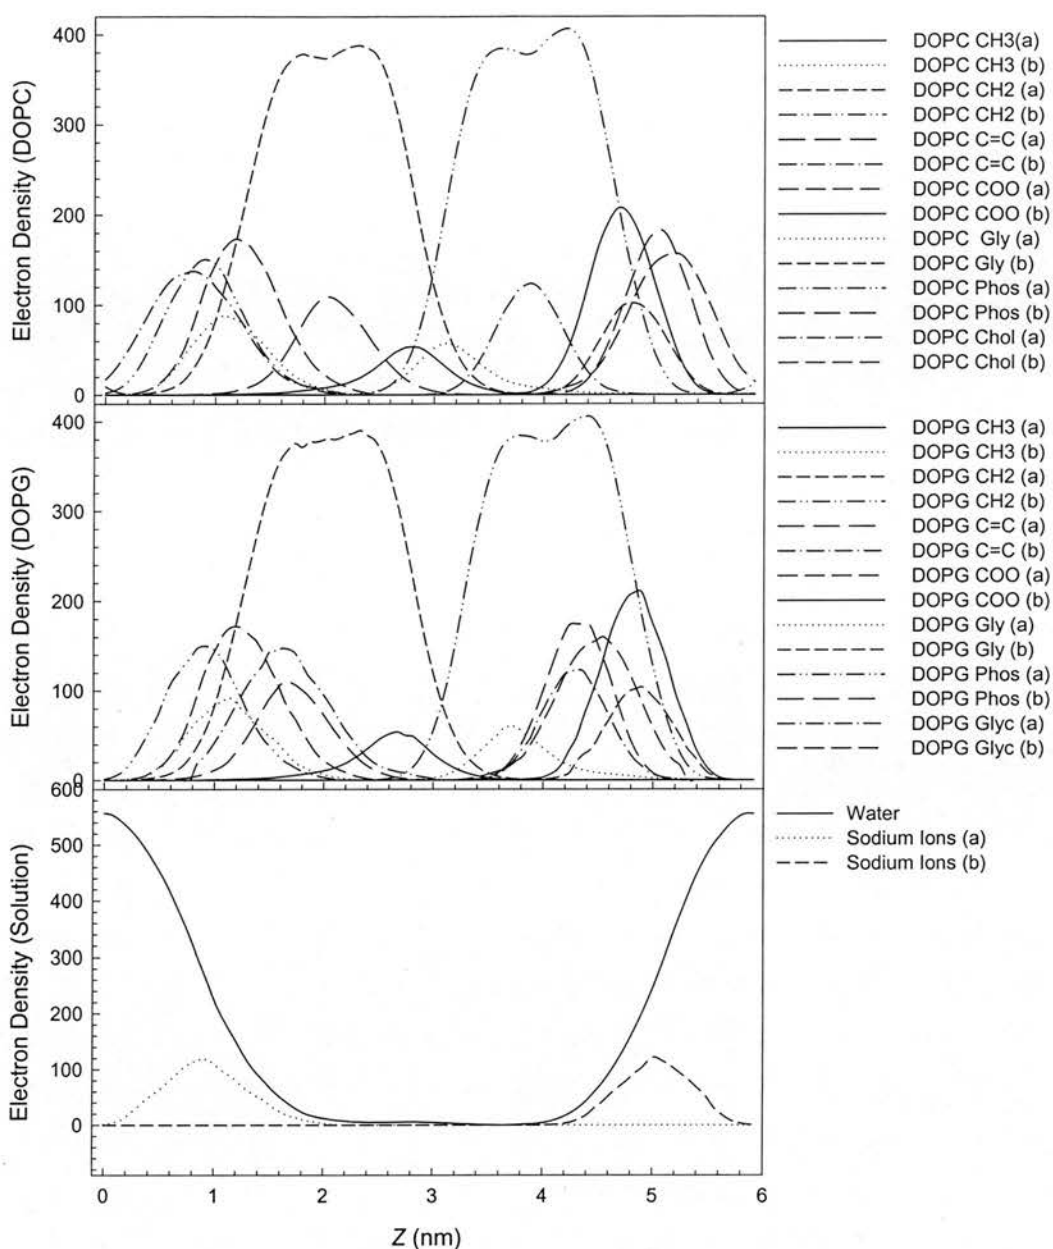 Electron Density (DOPC)
400
300
200
100
0
DOPC CH3(a)
DOPC CH3 (b)
DOPC CH2 (a)
DOPC CH2 (b)
DOPC C=C (a)
DOPC C=C (b)
DOPC COO (a)
DOPC COO (b)
DOPC Gly (a)
DOPC Gly (b)
DOPC Phos (a)
DOPC Phos (b)
DOPC Chol (a)
DOPC Chol (b)
Electron Density (DOPG)
400
300
200
100
0
DOPG CH3 (a)
DOPG CH3 (b)
DOPG CH2 (a)
DOPG CH2 (b)
DOPG C=C (a)
DOPG C=C (b)
DOPG COO (a)
DOPG COO (b)
DOPG Gly (a)
DOPG Gly (b)
DOPG Phos (a)
DOPG Phos (b)
DOPG Glyc (a)
DOPG Glyc (b)
Electron Density (Solution)
600
500
400
300
200
100
0
Water
Sodium Ions (a)
Sodium Ions (b)
0 1 2 3 4 5 6
Z (nm)